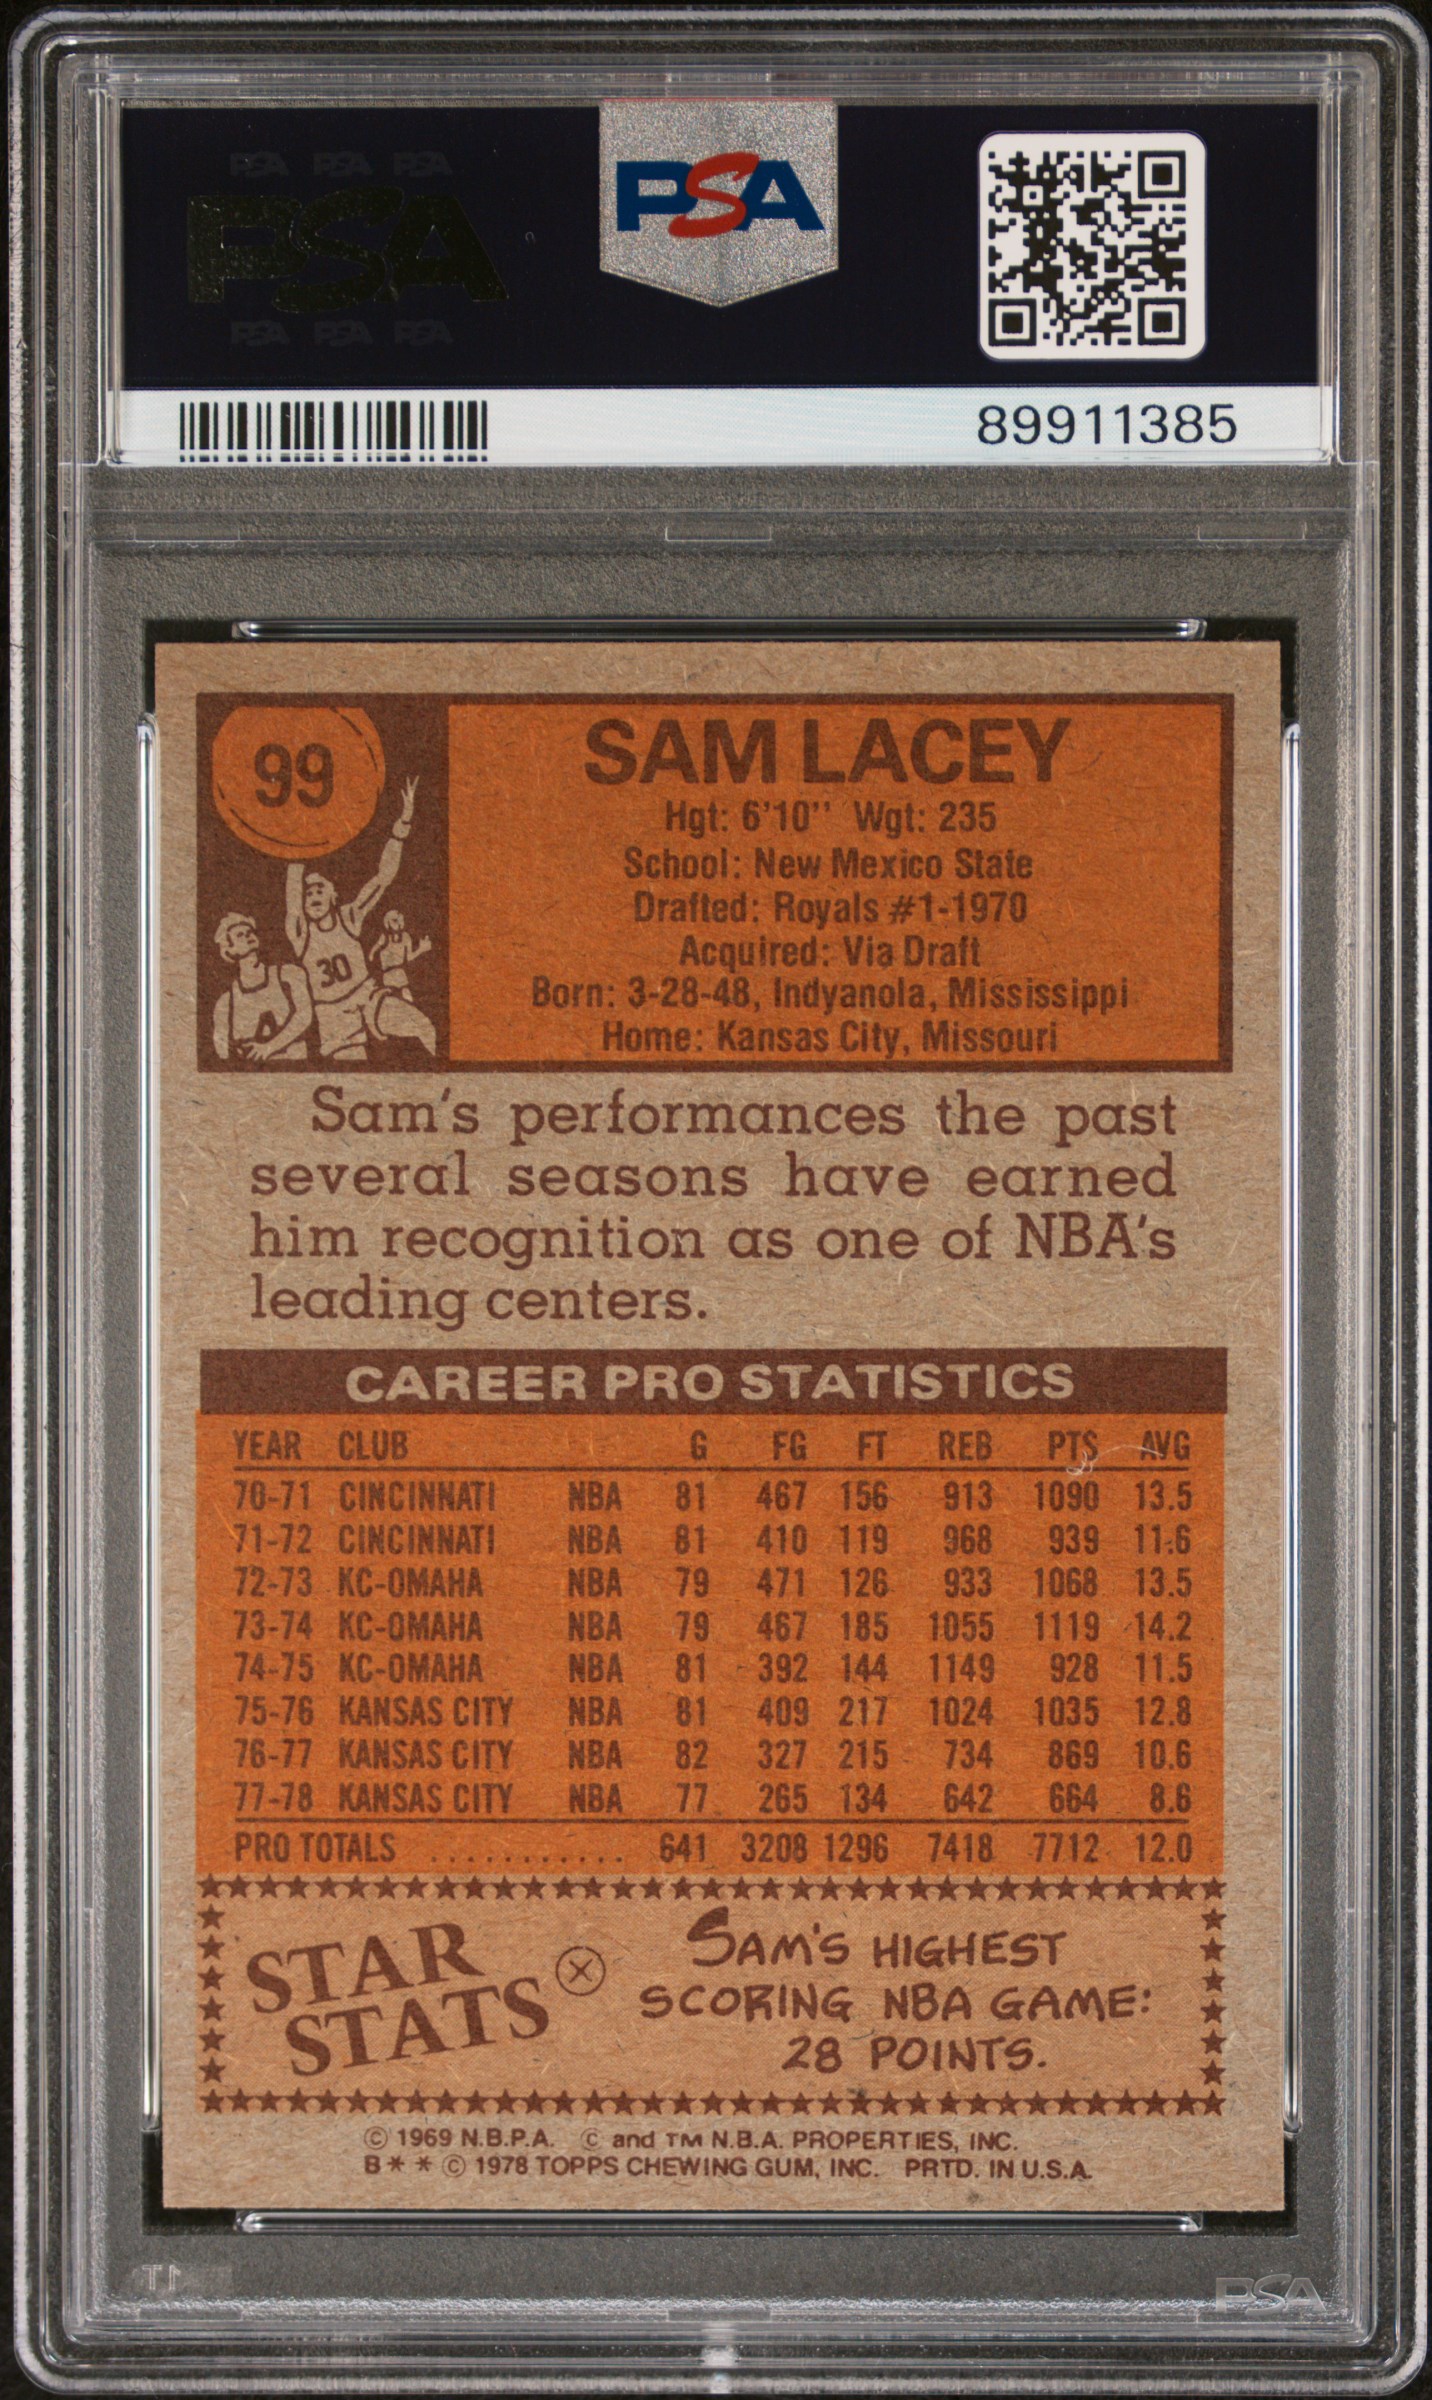 PSA PSA PSA
PSA
PSA PSA PSA
PSA
89911385
99
30
SAM LACEY
Hgt: 6'10'' Wgt: 235
School: New Mexico State
Drafted: Royals #1-1970
Acquired: Via Draft
Born: 3-28-48, Indyanola, Mississippi
Home: Kansas City, Missouri
Sam's performances the past
several seasons have earned
him recognition as one of NBA's
leading centers.
CAREER PRO STATISTICS
YEAR CLUB G FG FT REB PTS AVG
70-71 CINCINNATI NBA 81 467 156 913 1090 13.5
71-72 CINCINNATI NBA 81 410 119 968 939 11.6
72-73 KC-OMAHA NBA 79 471 126 933 1068 13.5
73-74 KC-OMAHA NBA 79 467 185 1055 1119 14.2
74-75 KC-OMAHA NBA 81 392 144 1149 928 11.5
75-76 KANSAS CITY NBA 81 409 217 1024 1035 12.8
76-77 KANSAS CITY NBA 82 327 215 734 869 10.6
77-78 KANSAS CITY NBA 77 265 134 642 664 8.6
PRO TOTALS ............ 641 3208 1296 7418 7712 12.0
STAR
STATS
SAM'S HIGHEST
SCORING NBA GAME:
28 POINTS.
© 1969 N.B.P.A. © and TM N.B.A. PROPERTIES, INC.
B* * © 1978 TOPPS CHEWING GUM, INC. PRTD. IN U.S.A.
PSA